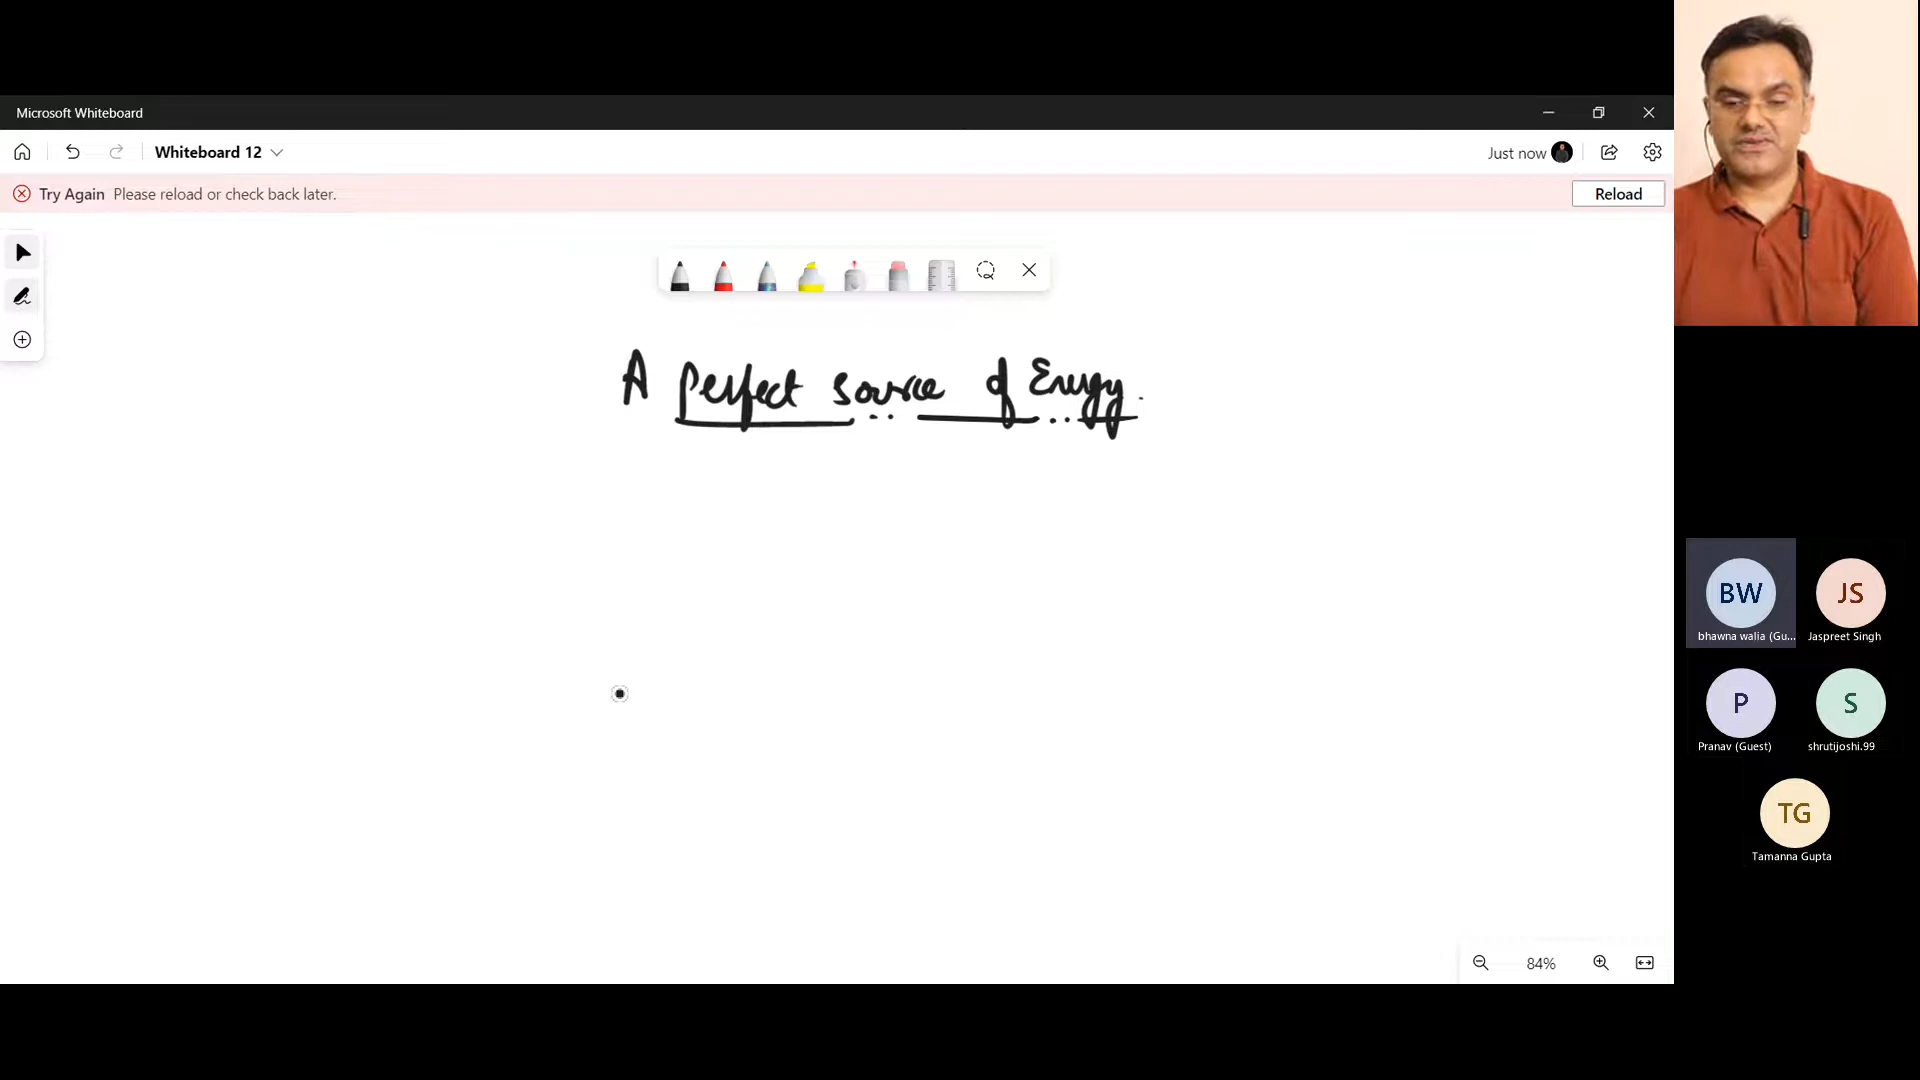 Microsoft Whiteboard
Whiteboard 12
Just now
Try Again Please reload or check back later.
Reload
A Perfect Source of Energy.
BW
bhawna walia (Gu...
JS
Jaspreet Singh
P
Pranav (Guest)
S
shrutijoshi.99
TG
Tamanna Gupta
84%